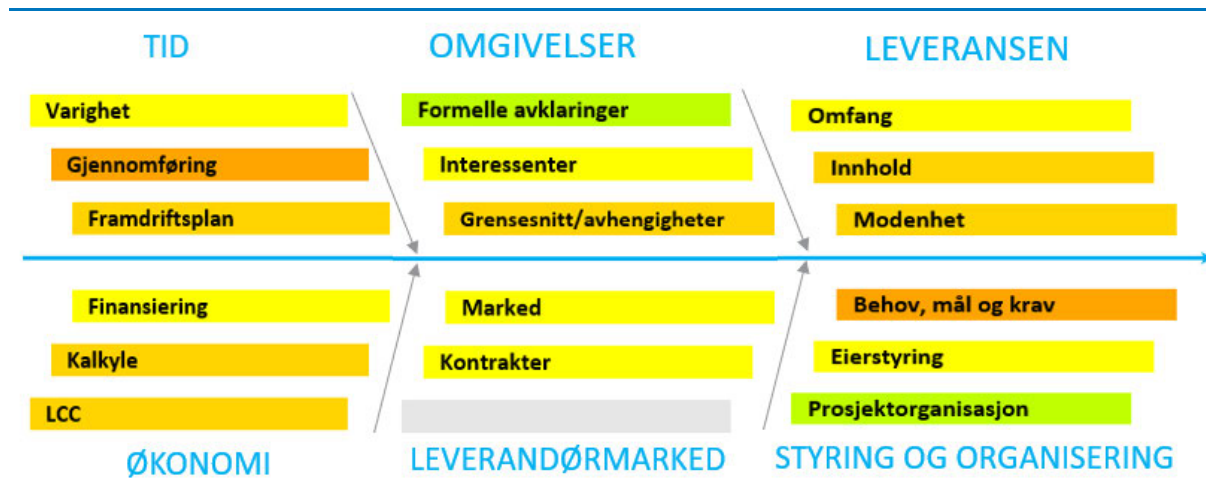 TID
OMGIVELSER
LEVERANSEN
Varighet
Formelle avklaringer
Omfang
Gjennomføring
Interessenter
Innhold
Framdriftsplan
Grensesnitt/avhengigheter
Modenhet
Finansiering
Marked
Behov, mål og krav
Kalkyle
Kontrakter
Eierstyring
LCC
Prosjektorganisasjon
ØKONOMI
LEVERANDØRMARKED
STYRING OG ORGANISERING